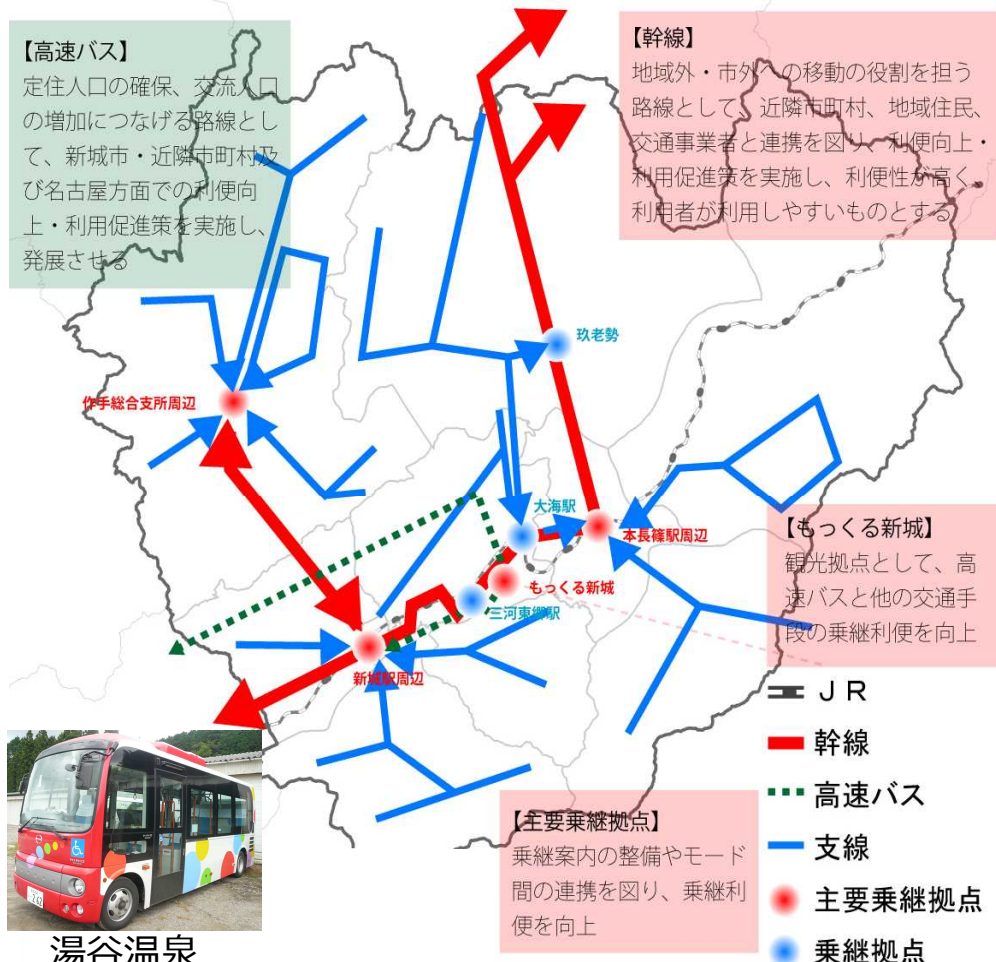 【高速バス】
定住人口の確保、交流人口
の増加につなげる路線とし
て、新城市・近隣市町村及
び名古屋方面での利便向
上・利用促進策を実施し、
発展させる
【幹線】
地域外・市外への移動の役割を担う
路線として、近隣市町村、地域住民、
交通事業者と連携を図り、利便向上・
利用促進策を実施し、利便性が高く、
利用者が利用しやすいものとする
玖老勢
作手総合支所周辺
大海駅
本長篠駅周辺
もっくる新城
三河東郷駅
新城駅周辺
【もっくる新城】
観光拠点として、高
速バスと他の交通手
段の乗継利便を向上
ＪＲ
幹線
高速バス
支線
主要乗継拠点
乗継拠点
【主要乗継拠点】
乗継案内の整備やモード
間の連携を図り、乗継利
便を向上
湯谷温泉